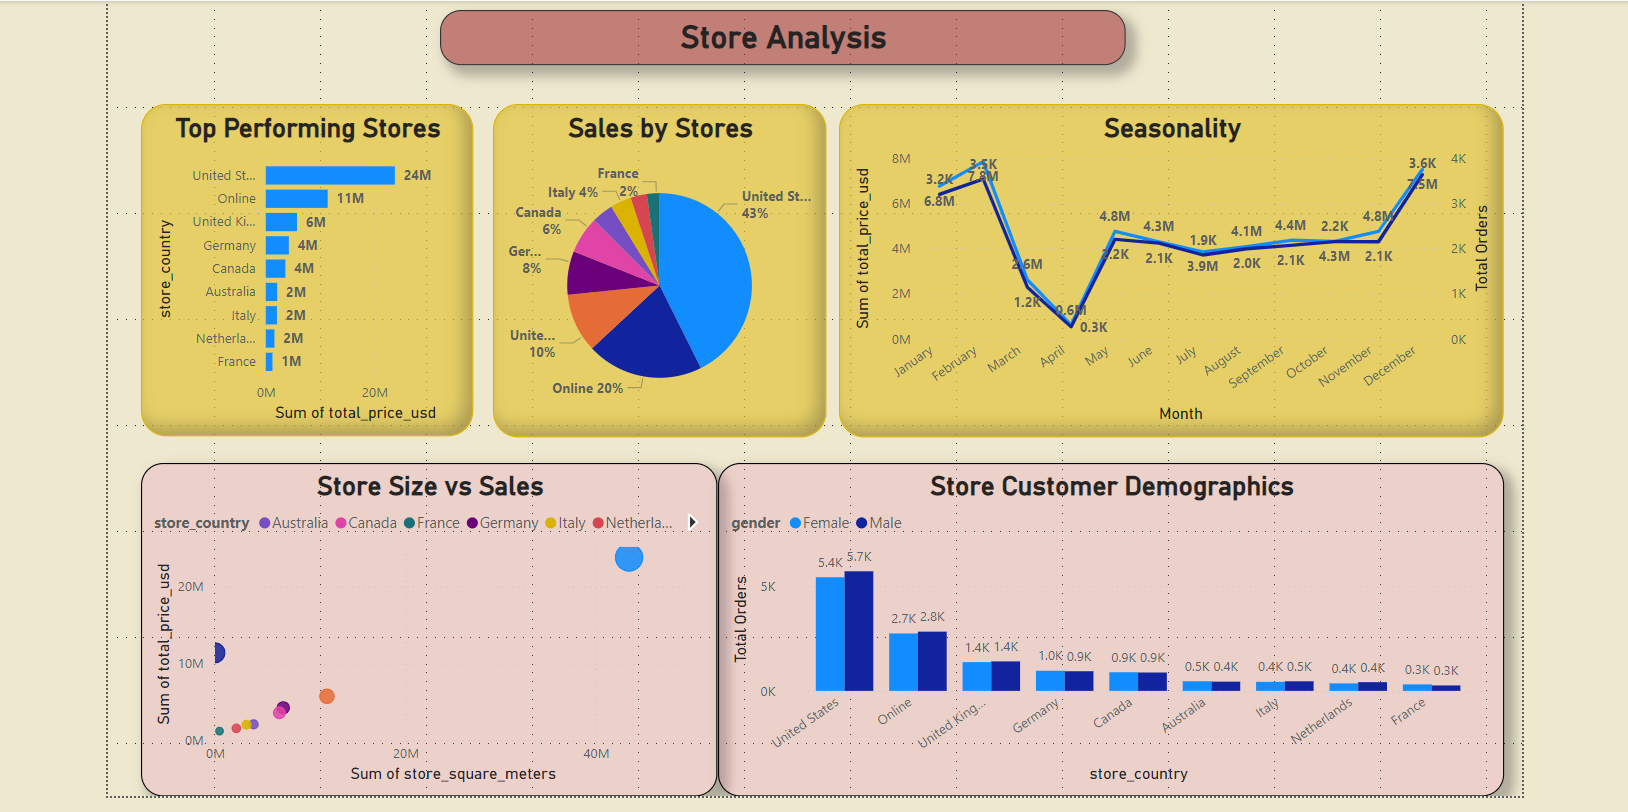 Store Analysis
Top Performing Stores
store_country
United St...
24M
Online
11M
United Ki...
6M
Germany
4M
Canada
4M
Australia
2M
Italy
2M
Netherla...
2M
France
1M
0M 20M
Sum of total_price_usd
Sales by Stores
France
2%
Italy 4%
Canada
6%
Ger...
8%
Unite...
10%
Online 20%
United St...
43%
Seasonality
Sum of total_price_usd
8M
6M
4M
2M
0M
3.2K
6.8M
3.5K
7.8M
2.6M
1.2K
0.6M
0.3K
4.8M
2.2K
4.3M
2.1K
1.9K
3.9M
4.1M
2.0K
4.4M
2.1K
2.2K
4.3M
4.8M
2.1K
3.6K
7.5M
4K
3K
2K
1K
0K
Total Orders
January February March April May June July August September October November December
Month
Store Size vs Sales
store_country Australia Canada France Germany Italy Netherla...
Sum of total_price_usd
20M
10M
0M
0M 20M 40M
Sum of store_square_meters
Store Customer Demographics
gender Female Male
Total Orders
5K
0K
5.4K 5.7K
2.7K 2.8K
1.4K 1.4K
1.0K 0.9K
0.9K 0.9K
0.5K 0.4K
0.4K 0.5K
0.4K 0.4K
0.3K 0.3K
United States Online United King... Germany Canada Australia Italy Netherlands France
store_country